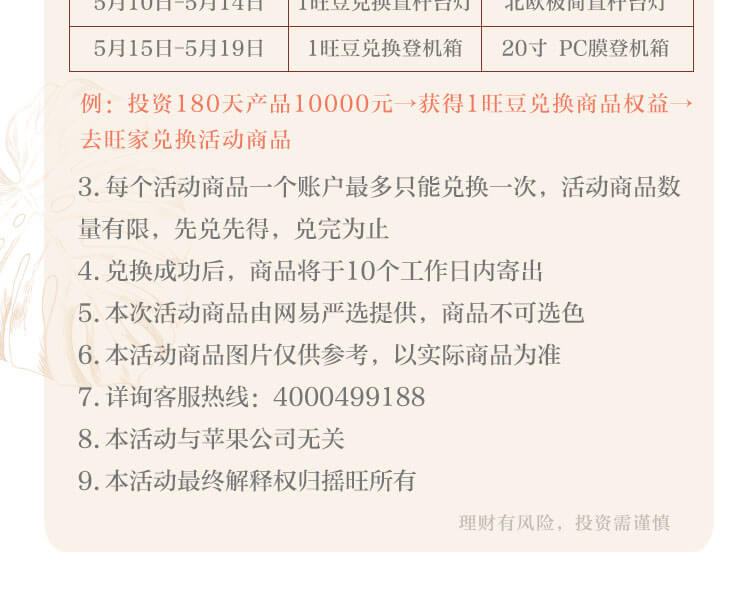 5月10日-5月14日 1旺豆兑换直杆台灯 北欧极简直杆台灯
5月15日-5月19日 1旺豆兑换登机箱 20寸 PC膜登机箱
例：投资180天产品10000元→获得1旺豆兑换商品权益→
去旺家兑换活动商品
3. 每个活动商品一个账户最多只能兑换一次，活动商品数
量有限，先兑先得，兑完为止
4. 兑换成功后，商品将于10个工作日内寄出
5. 本次活动商品由网易严选提供，商品不可选色
6. 本活动商品图片仅供参考，以实际商品为准
7. 详询客服热线：4000499188
8. 本活动与苹果公司无关
9. 本活动最终解释权归摇旺所有
理财有风险，投资需谨慎